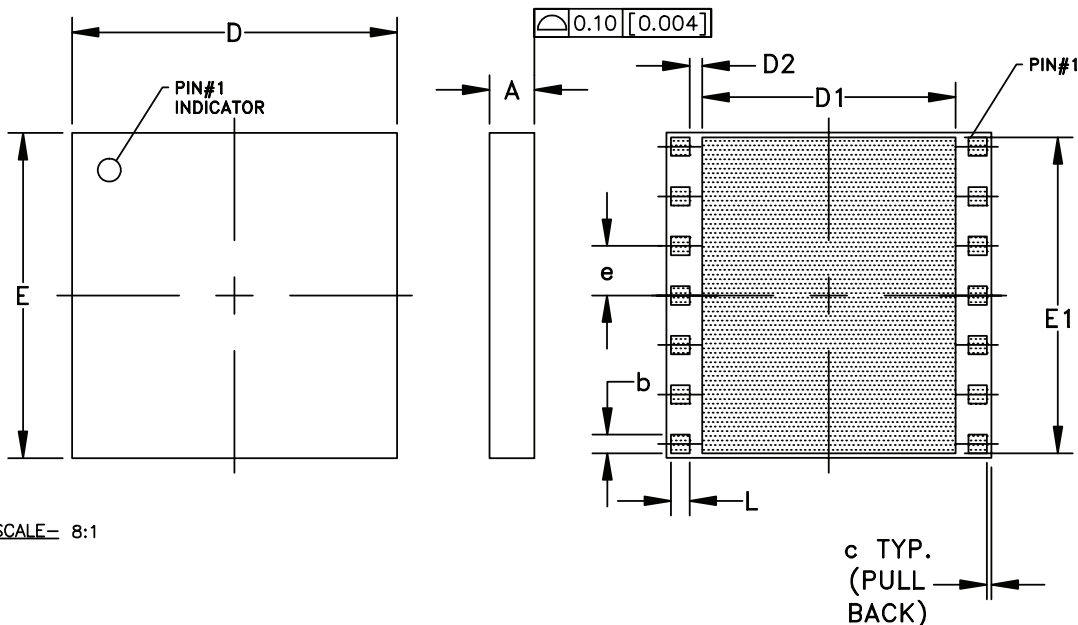 D
PIN#1
INDICATOR
E
A
0.10 [0.004]
D2
D1
PIN#1
e
E1
b
L
SCALE- 8:1
c TYP.
(PULL
BACK)